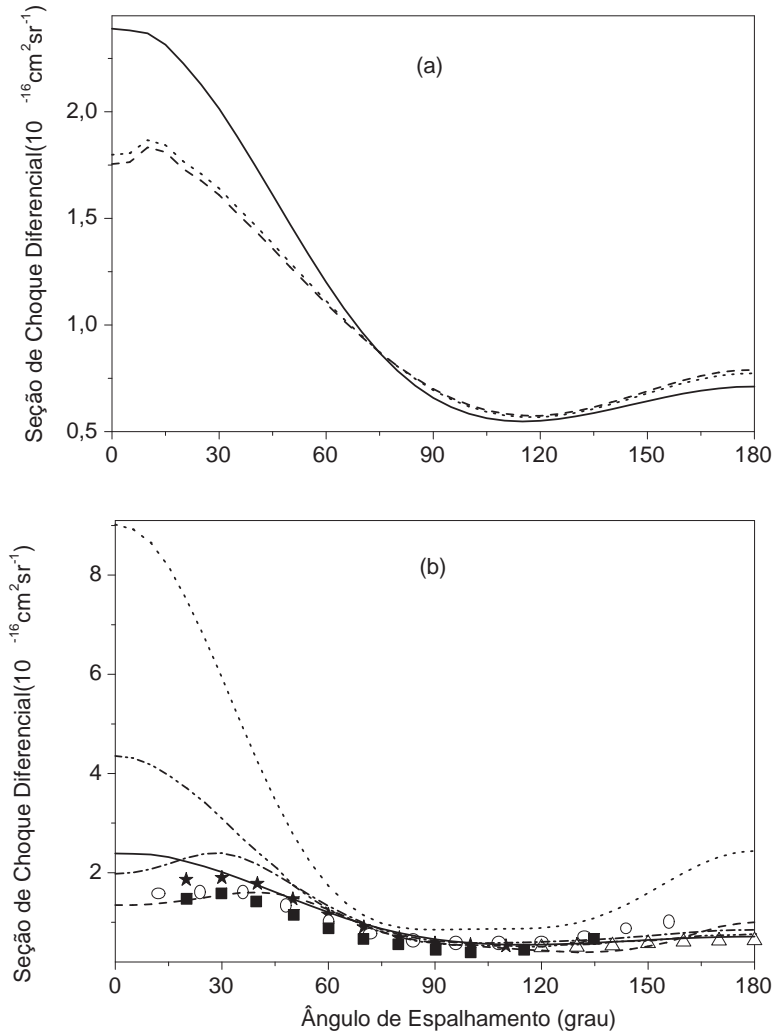 (a)
Seção de Choque Diferencial(10 -16cm2sr-1)
2,0
1,5
1,0
0,5
0 30 60 90 120 150 180
(b)
Seção de Choque Diferencial(10 -16cm2sr-1)
8
6
4
2
0 30 60 90 120 150 180
Ângulo de Espalhamento (grau)